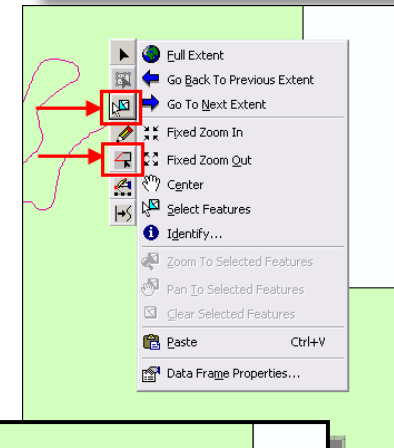 Full Extent
Go Back To Previous Extent
Go To Next Extent
Fixed Zoom In
Fixed Zoom Out
Center
Select Features
Identify...
Zoom To Selected Features
Pan To Selected Features
Clear Selected Features
Paste Ctrl+V
Data Frame Properties...